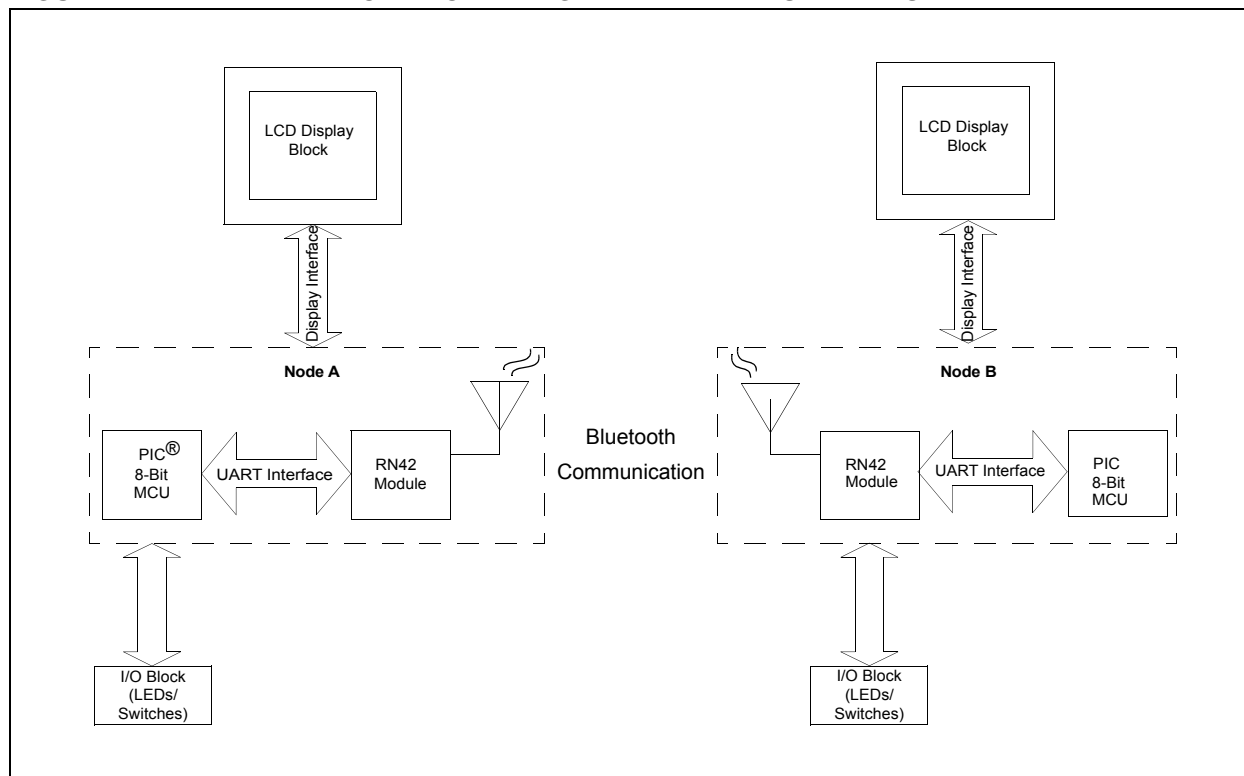 LCD Display
Block
LCD Display
Block
Display Interface
Display Interface
Node A
Node B
PIC®
8-Bit
MCU
UART Interface
RN42
Module
Bluetooth
Communication
RN42
Module
UART Interface
PIC
8-Bit
MCU
I/O Block
(LEDs/
Switches)
I/O Block
(LEDs/
Switches)